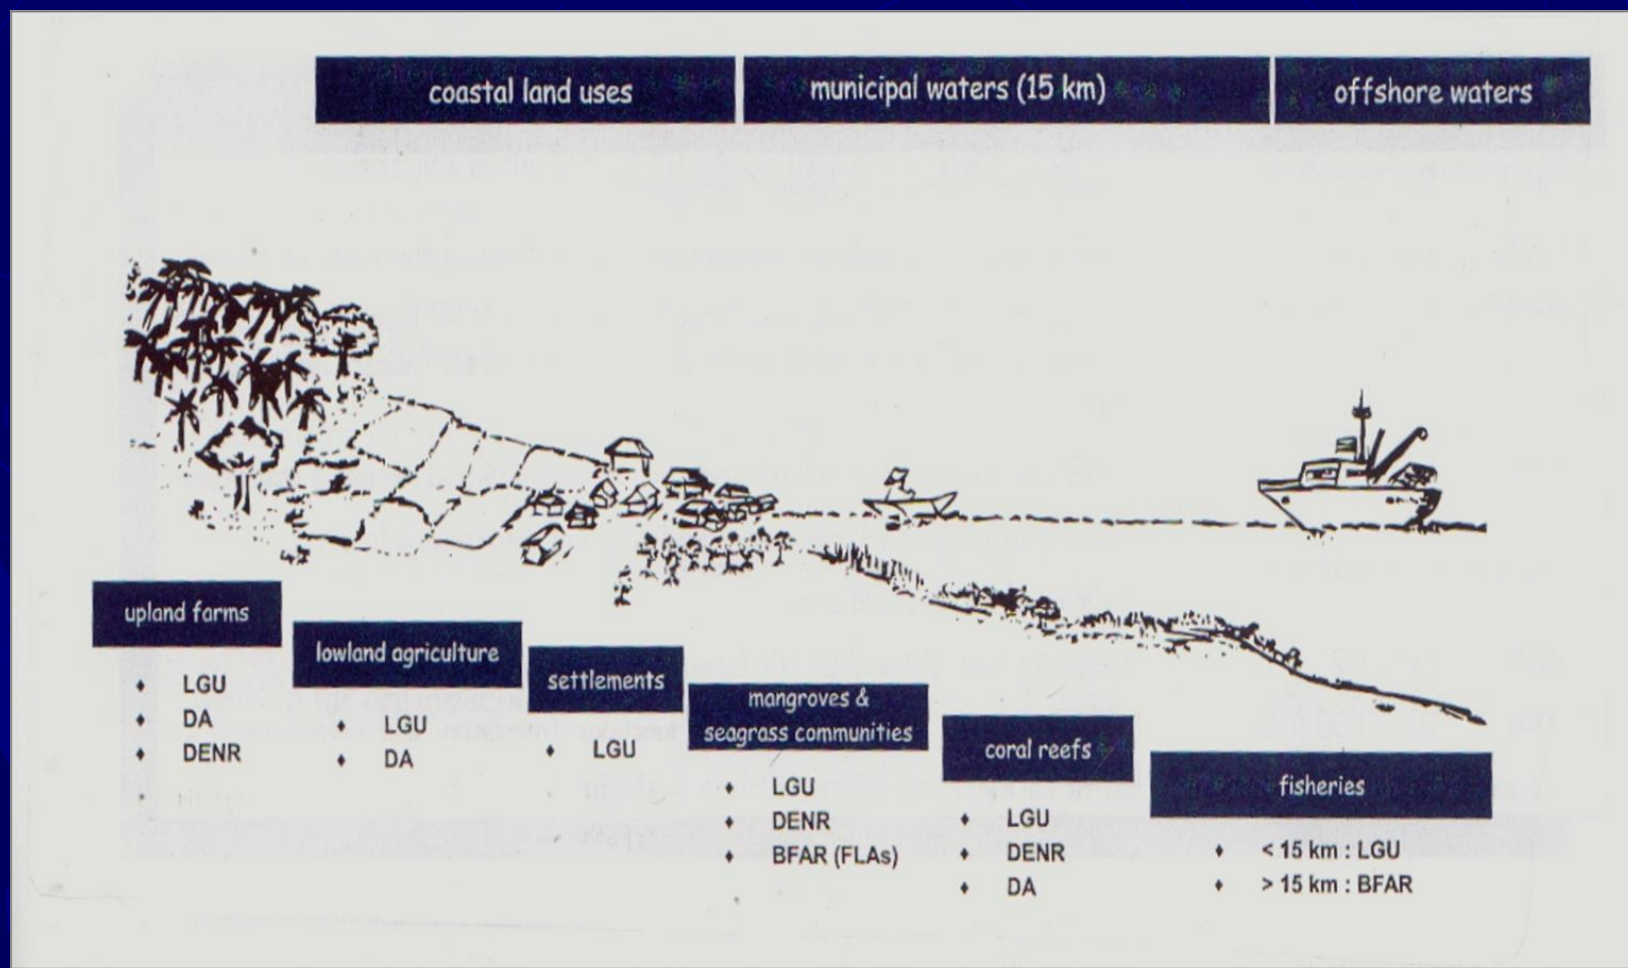 coastal land uses
municipal waters (15 km)
offshore waters
upland farms
♦ LGU
♦ DA
♦ DENR
lowland agriculture
♦ LGU
♦ DA
settlements
♦ LGU
mangroves &
seagrass communities
♦ LGU
♦ DENR
♦ BFAR (FLAs)
coral reefs
♦ LGU
♦ DENR
♦ DA
fisheries
♦ < 15 km : LGU
♦ > 15 km : BFAR